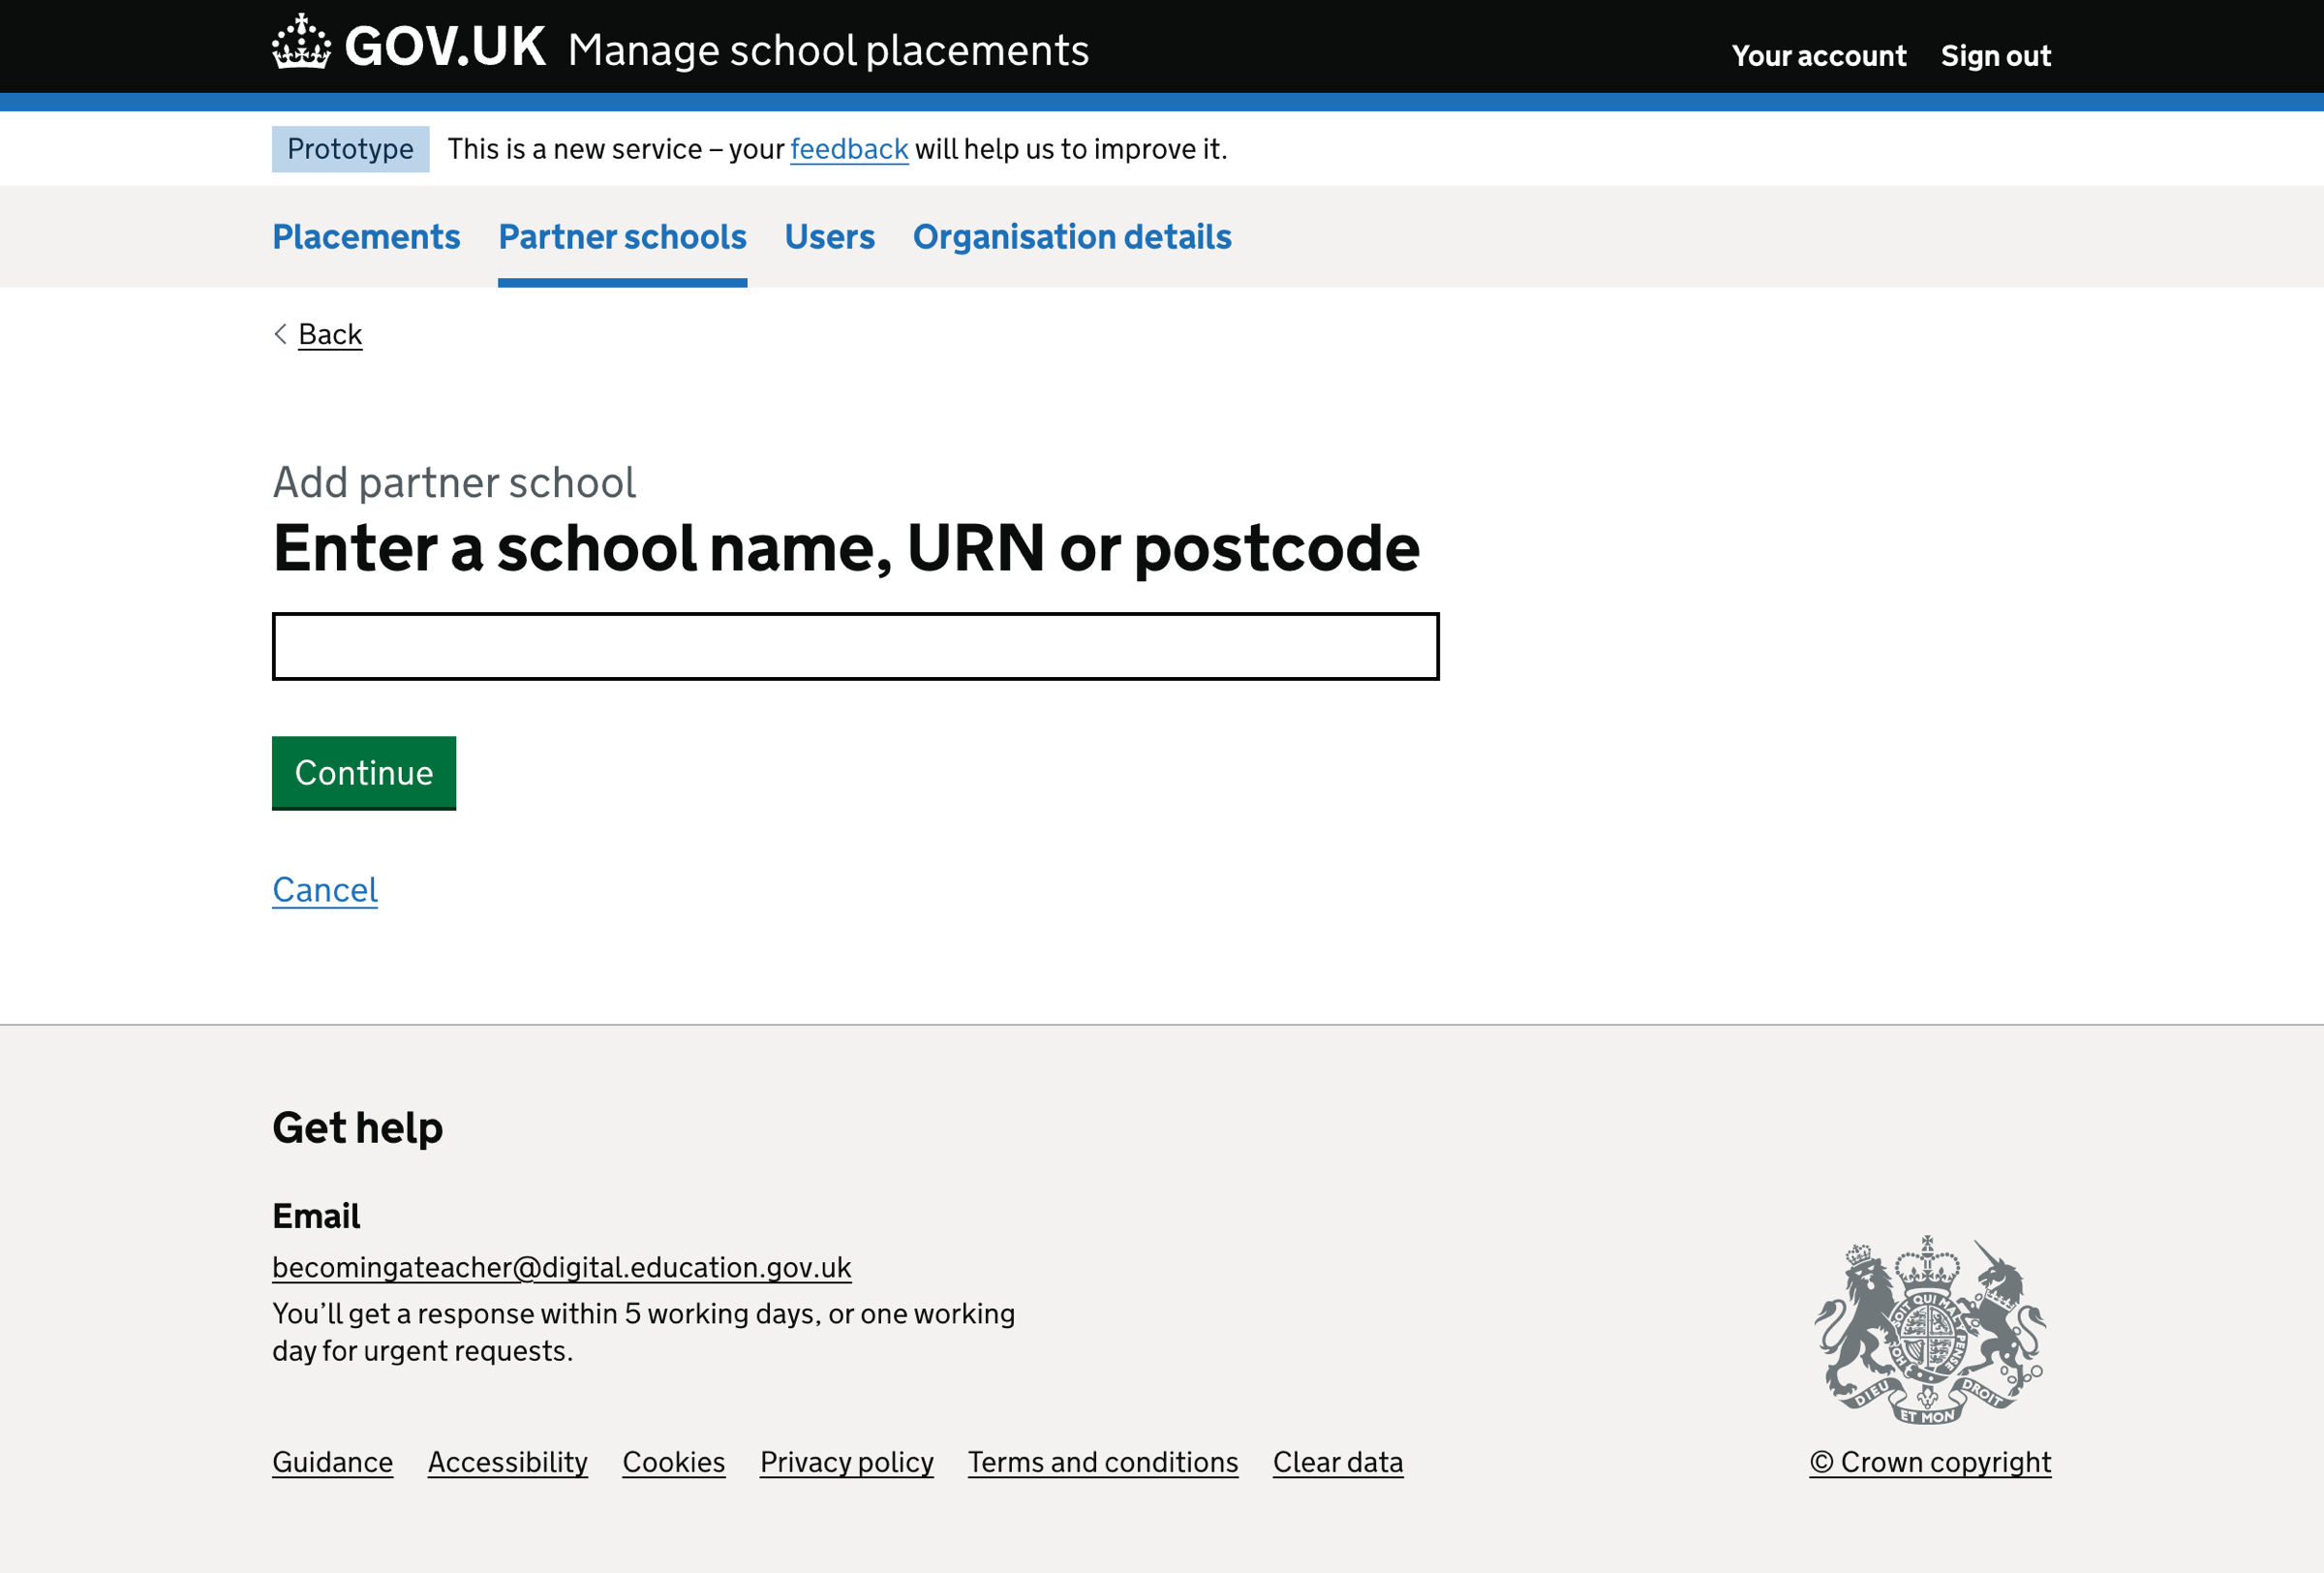 GOV.UK Manage school placements
Your account Sign out
Prototype This is a new service – your feedback will help us to improve it.
Placements Partner schools Users Organisation details
Back
Add partner school
Enter a school name, URN or postcode
Continue
Cancel
Get help
Email
becomingateacher@digital.education.gov.uk
You’ll get a response within 5 working days, or one working
day for urgent requests.
SOIT QUI MAL Y PENSE
DIEU ET MON DROIT
Guidance Accessibility Cookies Privacy policy Terms and conditions Clear data
© Crown copyright